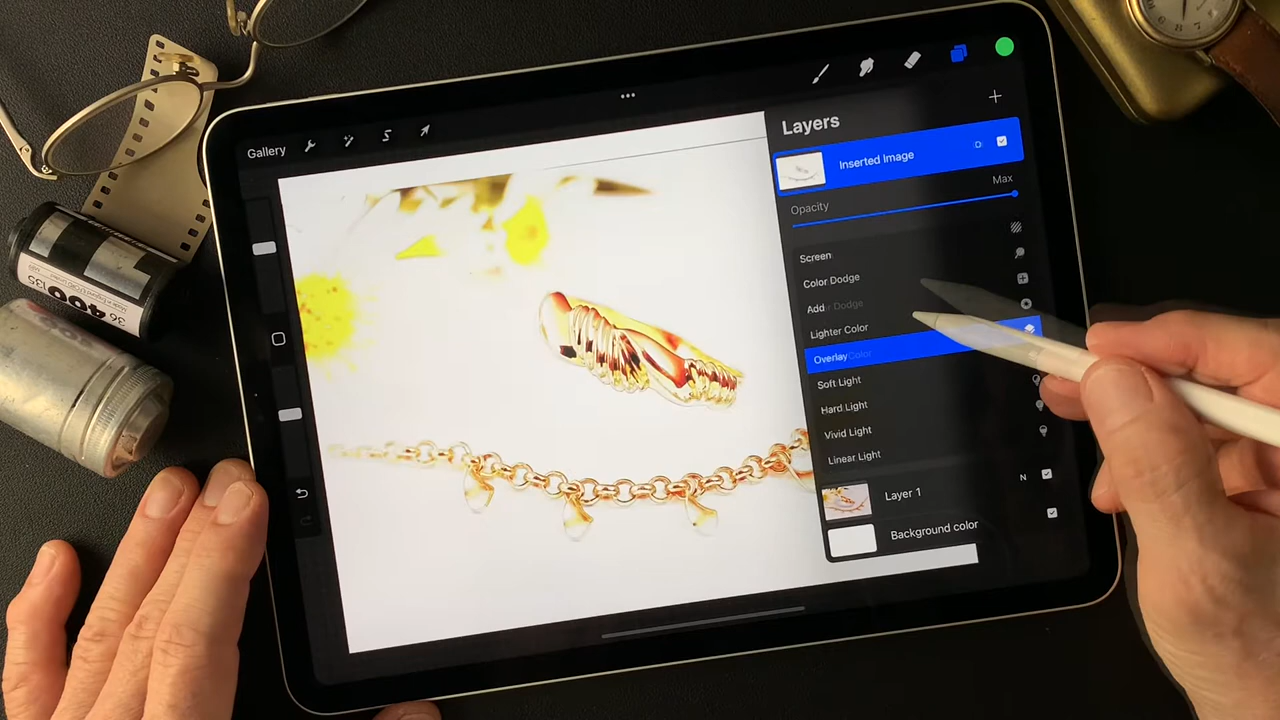 Gallery
Layers
Inserted Image
Opacity
Max
Screen
Color Dodge
Add
Lighter Color
Overlay
Soft Light
Hard Light
Vivid Light
Linear Light
Layer 1
N
Background color
400
135
36